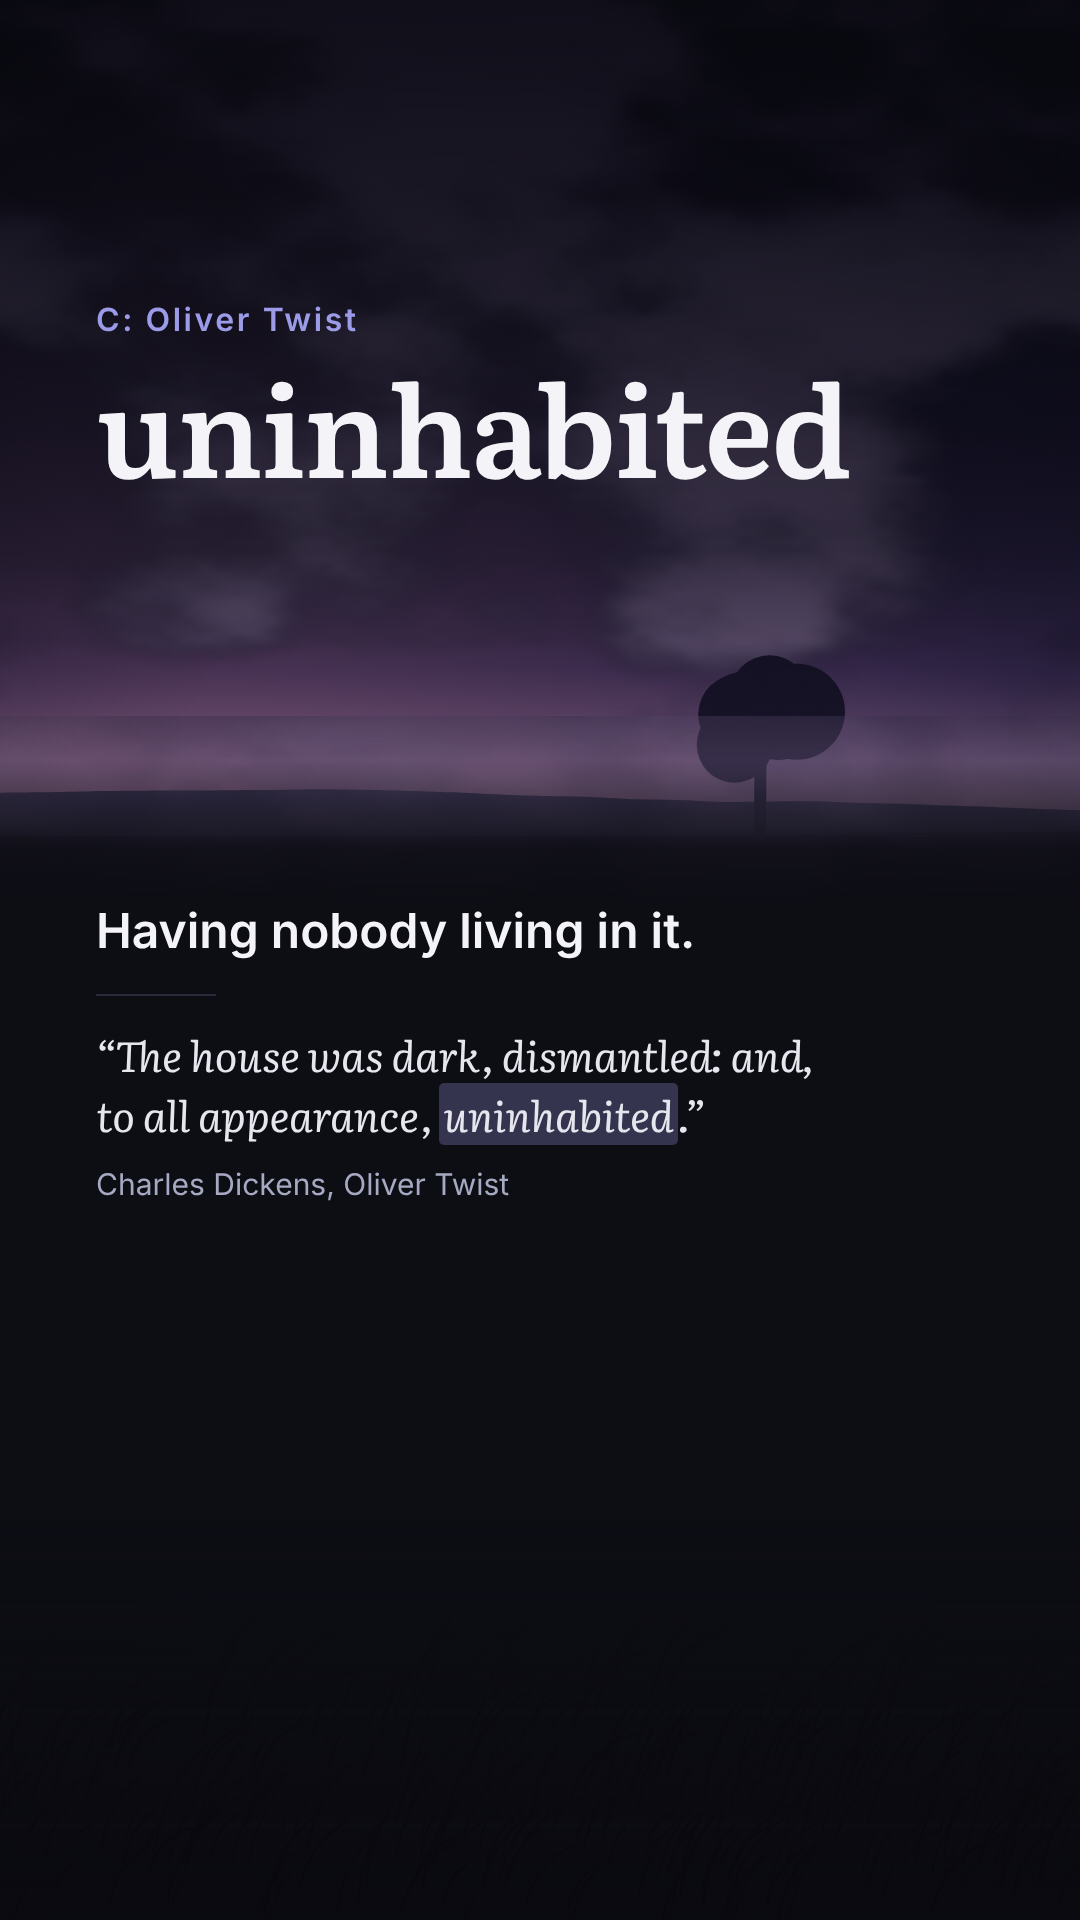 C: Oliver Twist
uninhabited
Having nobody living in it.
“The house was dark, dismantled: and,
to all appearance, uninhabited.”
Charles Dickens, Oliver Twist